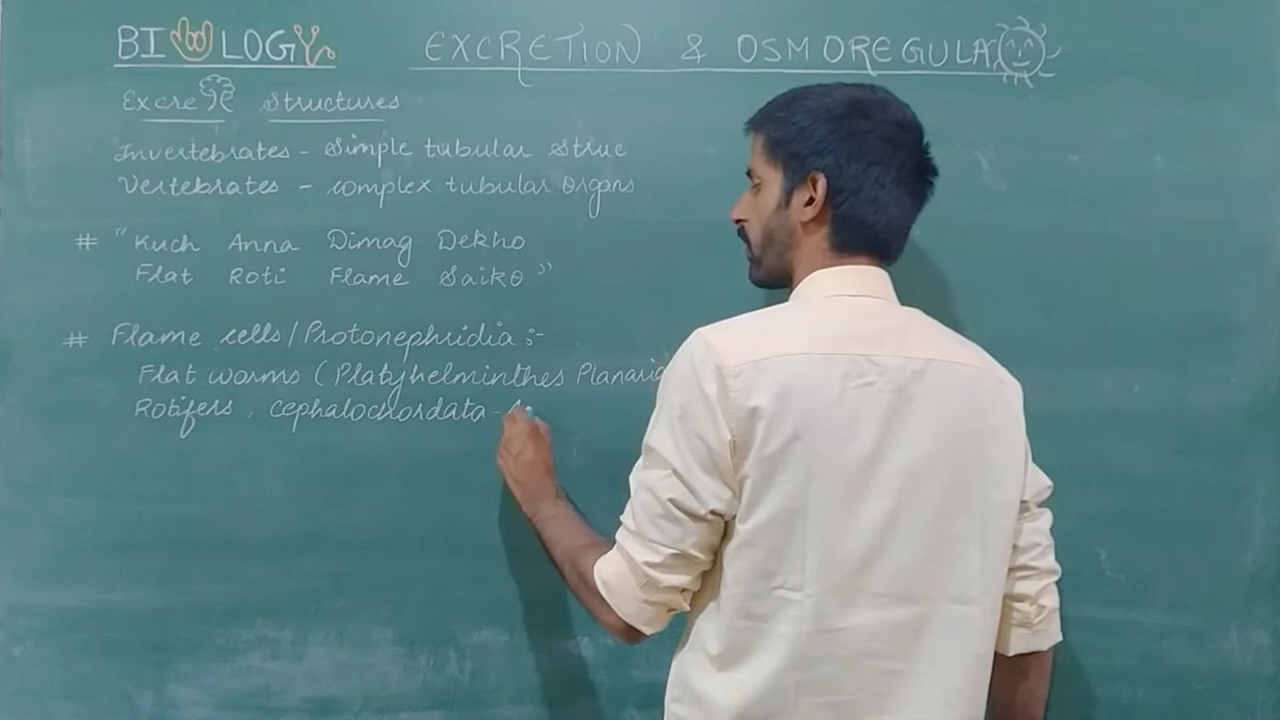 BIOLOGY
EXCRETION & OSMOREGULA
Excre Structures
Invertebrates - Simple tubular Struc
Vertebrates - complex tubular Organs
# "Kuch Anna Dimag Dekho
Flat Roti Flame Saiko"
# Flame cells/Protonephridia :-
Flat worms (Platyhelminthes Planaria
Rotifers, cephalochordata -